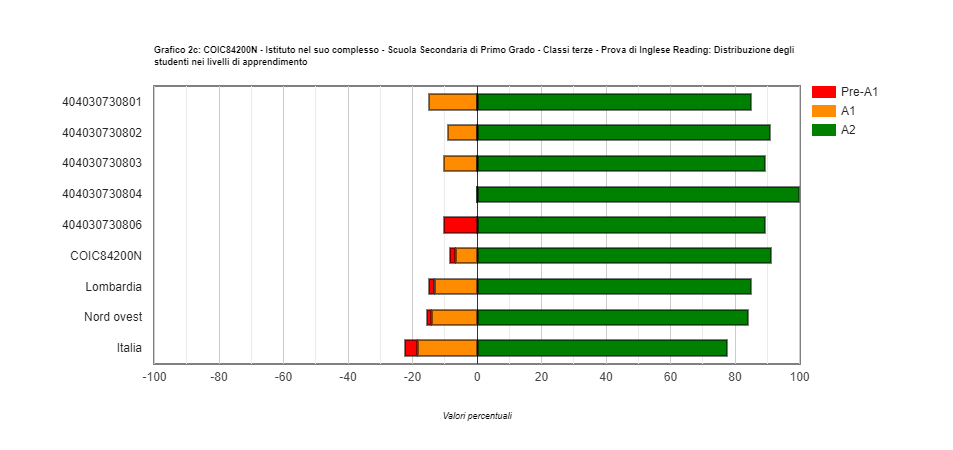 Grafico 2c: COIC84200N - Istituto nel suo complesso - Scuola Secondaria di Primo Grado - Classi terze - Prova di Inglese Reading: Distribuzione degli
studenti nei livelli di apprendimento
Pre-A1
A1
A2
404030730801
404030730802
404030730803
404030730804
404030730806
COIC84200N
Lombardia
Nord ovest
Italia
-100 -80 -60 -40 -20 0 20 40 60 80 100
Valori percentuali